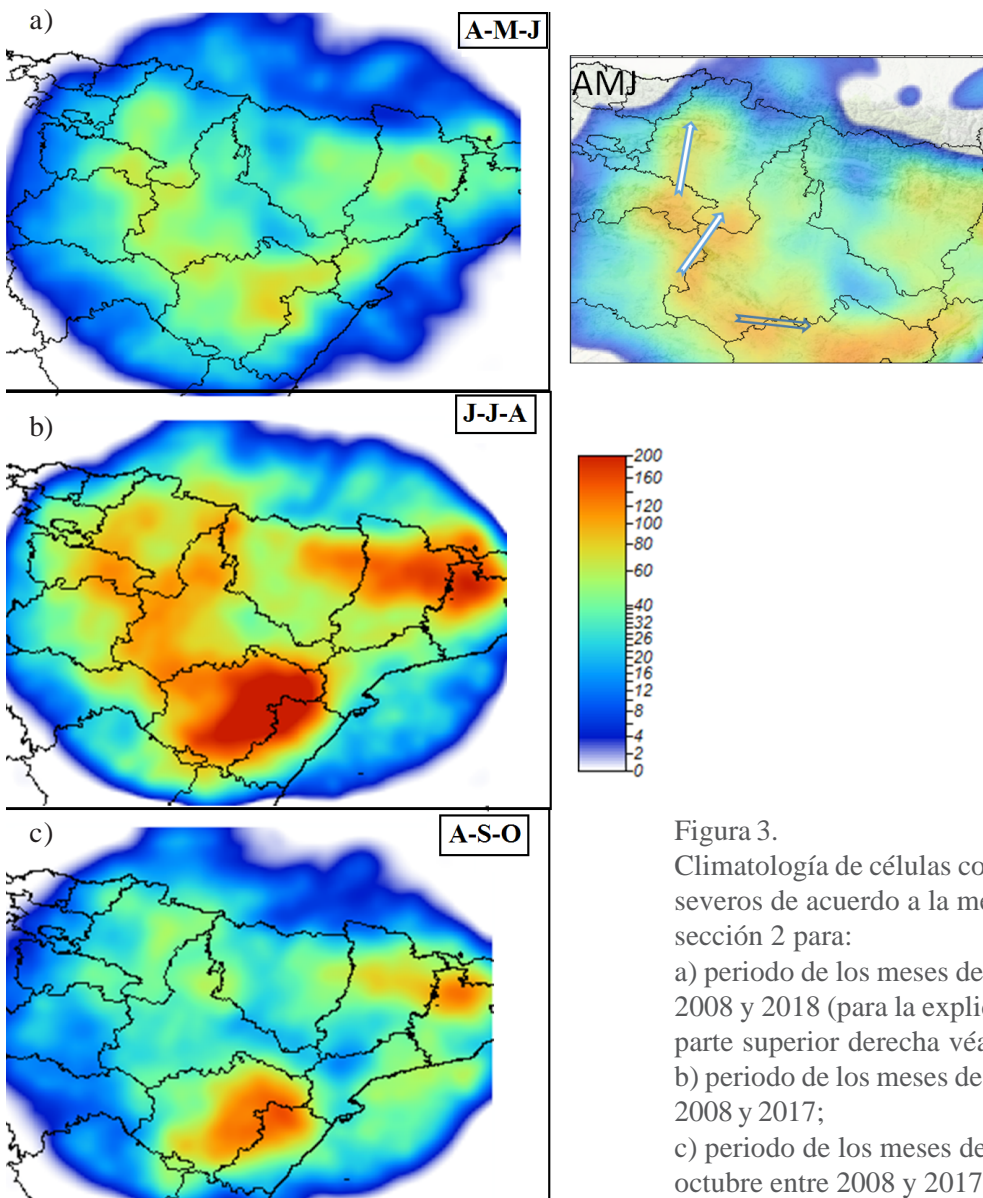 a)
A-M-J
AMJ
b)
J-J-A
200
160
120
100
80
60
40
32
26
20
16
12
8
4
2
0
c)
A-S-O
Figura 3.
Climatología de células co
severos de acuerdo a la me
sección 2 para:
a) periodo de los meses de
2008 y 2018 (para la explic
parte superior derecha véa
b) periodo de los meses de
2008 y 2017;
c) periodo de los meses de
octubre entre 2008 y 2017